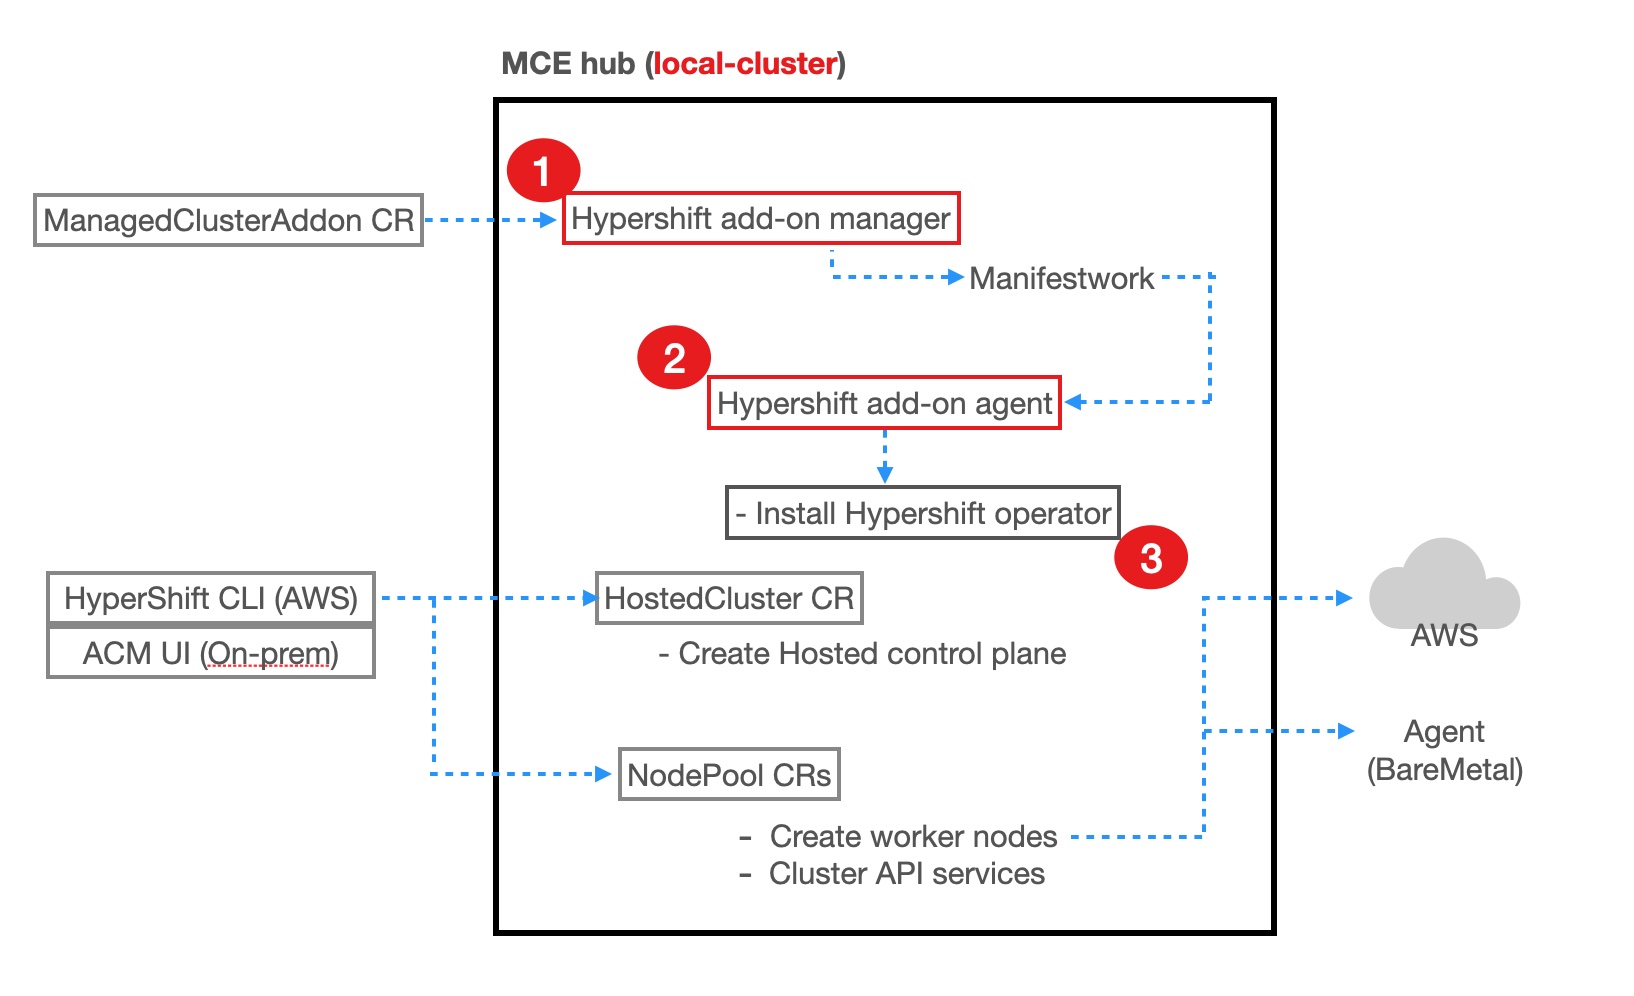 MCE hub (local-cluster)
1
ManagedClusterAddon CR
Hypershift add-on manager
Manifestwork
2
Hypershift add-on agent
- Install Hypershift operator
3
HyperShift CLI (AWS)
HostedCluster CR
ACM UI (On-prem)
- Create Hosted control plane
AWS
Agent
(BareMetal)
NodePool CRs
- Create worker nodes
- Cluster API services